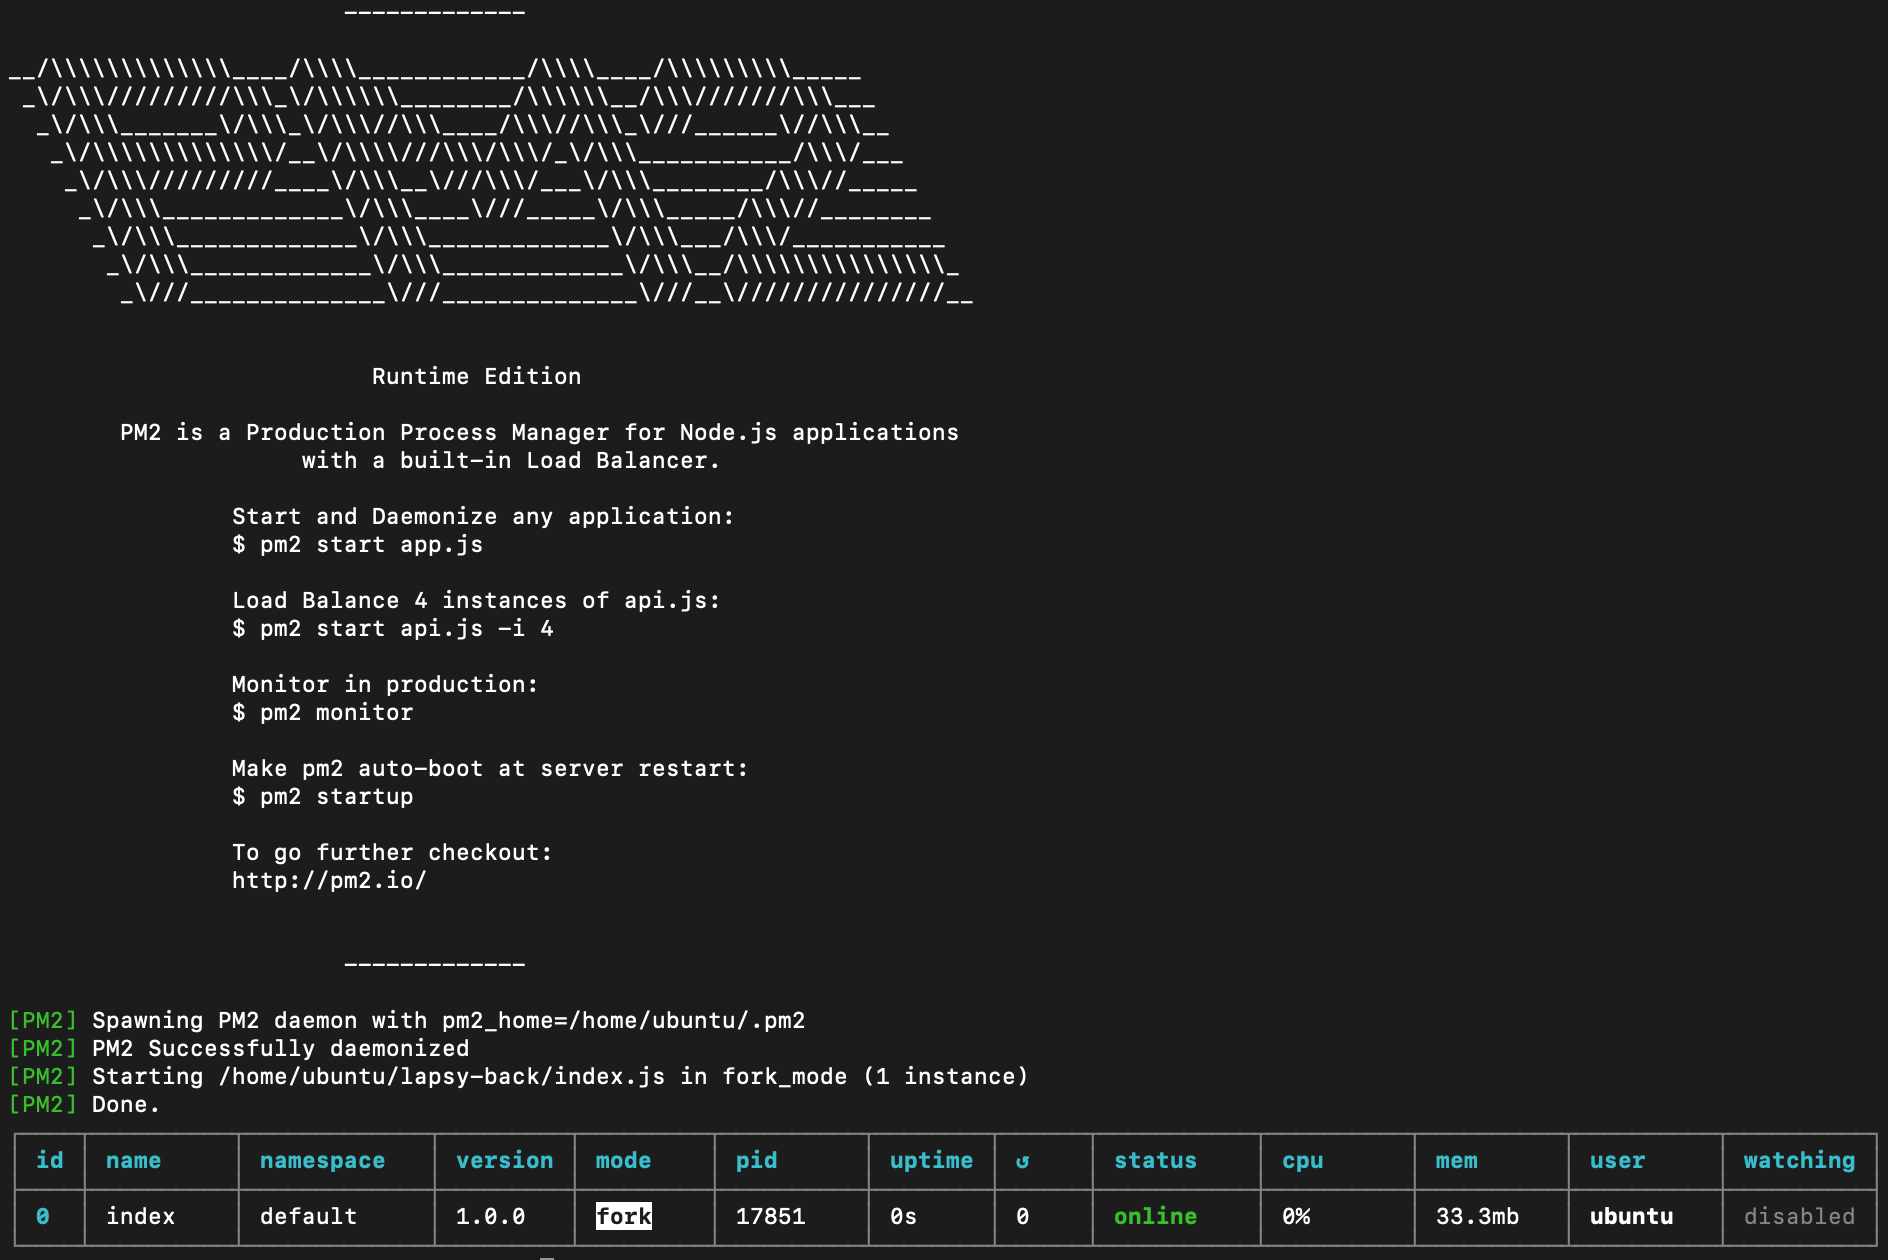 -------------
__/\\\\\\\\\\\\\____/\\\\____________/\\\\____/\\\\\\\\\_____
_\/\\\/////////\\\_\/\\\\\\________/\\\\\\__/\\\///////\\\___
_\/\\\_______\/\\\_\/\\\//\\\____/\\\//\\\_\///______\//\\\__
_\/\\\\\\\\\\\\\/__\/\\\\///\\\/\\\/_\/\\\___________/\\\/___
_\/\\\/////////____\/\\\__\///\\\/___\/\\\________/\\\//_____
_\/\\\_____________\/\\\____\///_____\/\\\_____/\\\//________
_\/\\\_____________\/\\\_____________\/\\\___/\\\/___________
_\/\\\_____________\/\\\_____________\/\\\__/\\\\\\\\\\\\\\\_
_\///______________\///______________\///__\///////////////__
Runtime Edition
PM2 is a Production Process Manager for Node.js applications
with a built-in Load Balancer.
Start and Daemonize any application:
$ pm2 start app.js
Load Balance 4 instances of api.js:
$ pm2 start api.js -i 4
Monitor in production:
$ pm2 monitor
Make pm2 auto-boot at server restart:
$ pm2 startup
To go further checkout:
http://pm2.io/
-------------
[PM2] Spawning PM2 daemon with pm2_home=/home/ubuntu/.pm2
[PM2] PM2 Successfully daemonized
[PM2] Starting /home/ubuntu/lapsy-back/index.js in fork_mode (1 instance)
[PM2] Done.
id name namespace version mode pid uptime ↺ status cpu mem user watching
0 index default 1.0.0 fork 17851 0s 0 online 0% 33.3mb ubuntu disabled